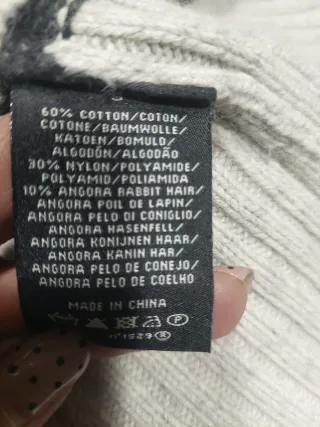 60% COTTON/COTON/
COTONE/BAUMWOLLE/
KATOEN/BOMULD/
ALGODÓN/ALGODÃO
30% NYLON/POLYAMIDE/
POLYAMID/POLIAMIDA
10% ANGORA RABBIT HAIR/
ANGORA POIL DE LAPIN/
ANGORA PELO DI CONIGLIO/
ANGORA HASENFELL/
ANGORA KONIJNEN HAAR/
ANGORA KANIN HAR/
ANGORA PELO DE CONEJO/
ANGORA PELO DE COELHO
MADE IN CHINA
P